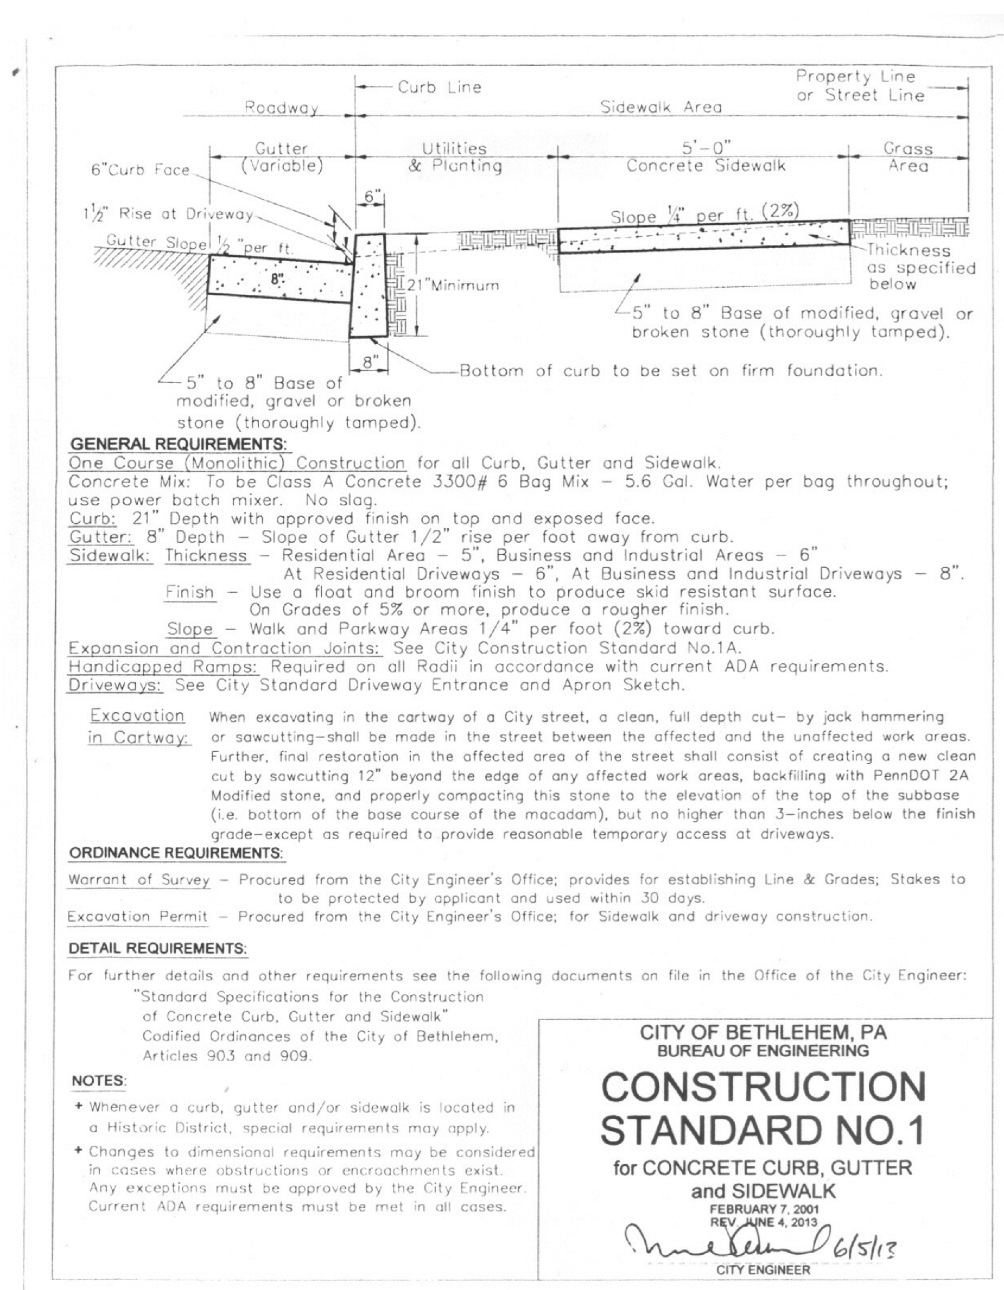 Property Line
or Street Line
Curb Line
Roadway
Sidewalk Area
Gutter
(Variable)
Utilities
& Planting
5'-0"
Concrete Sidewalk
Grass
Area
6"Curb Face
6"
1½" Rise at Driveway
Slope ¼" per ft. (2%)
Gutter Slope ½"per ft.
Thickness
as specified
below
8"
21"Minimum
5" to 8" Base of modified, gravel or
broken stone (thoroughly tamped).
8"
Bottom of curb to be set on firm foundation.
5" to 8" Base of
modified, gravel or broken
stone (thoroughly tamped).
GENERAL REQUIREMENTS:
One Course (Monolithic) Construction for all Curb, Gutter and Sidewalk.
Concrete Mix: To be Class A Concrete 3300# 6 Bag Mix – 5.6 Gal. Water per bag throughout;
use power batch mixer. No slag.
Curb: 21" Depth with approved finish on top and exposed face.
Gutter: 8" Depth – Slope of Gutter 1/2" rise per foot away from curb.
Sidewalk: Thickness – Residential Area – 5", Business and Industrial Areas – 6"
At Residential Driveways – 6", At Business and Industrial Driveways – 8".
Finish – Use a float and broom finish to produce skid resistant surface.
On Grades of 5% or more, produce a rougher finish.
Slope – Walk and Parkway Areas 1/4" per foot (2%) toward curb.
Expansion and Contraction Joints: See City Construction Standard No.1A.
Handicapped Ramps: Required on all Radii in accordance with current ADA requirements.
Driveways: See City Standard Driveway Entrance and Apron Sketch.
Excavation in Cartway: When excavating in the cartway of a City street, a clean, full depth cut– by jack hammering
or sawcutting–shall be made in the street between the affected and the unaffected work areas.
Further, final restoration in the affected area of the street shall consist of creating a new clean
cut by sawcutting 12" beyond the edge of any affected work areas, backfilling with PennDOT 2A
Modified stone, and properly compacting this stone to the elevation of the top of the subbase
(i.e. bottom of the base course of the macadam), but no higher than 3–inches below the finish
grade–except as required to provide reasonable temporary access at driveways.
ORDINANCE REQUIREMENTS:
Warrant of Survey – Procured from the City Engineer's Office; provides for establishing Line & Grades; Stakes to
to be protected by applicant and used within 30 days.
Excavation Permit – Procured from the City Engineer's Office; for Sidewalk and driveway construction.
DETAIL REQUIREMENTS:
For further details and other requirements see the following documents on file in the Office of the City Engineer:
"Standard Specifications for the Construction
of Concrete Curb, Gutter and Sidewalk"
Codified Ordinances of the City of Bethlehem,
Articles 903 and 909.
NOTES:
+ Whenever a curb, gutter and/or sidewalk is located in
a Historic District, special requirements may apply.
+ Changes to dimensional requirements may be considered
in cases where obstructions or encroachments exist.
Any exceptions must be approved by the City Engineer.
Current ADA requirements must be met in all cases.
CITY OF BETHLEHEM, PA
BUREAU OF ENGINEERING
CONSTRUCTION
STANDARD NO.1
for CONCRETE CURB, GUTTER
and SIDEWALK
FEBRUARY 7, 2001
REV. JUNE 4, 2013
6/5/13
CITY ENGINEER